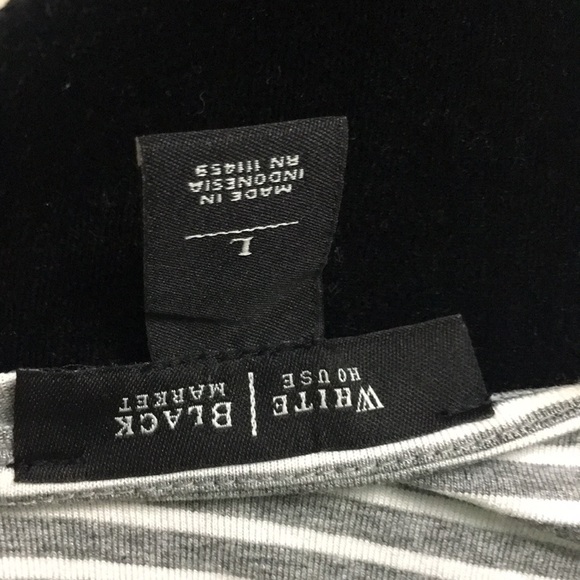 WHITE HOUSE | BLACK MARKET
L
MADE IN
INDONESIA
RN 111459